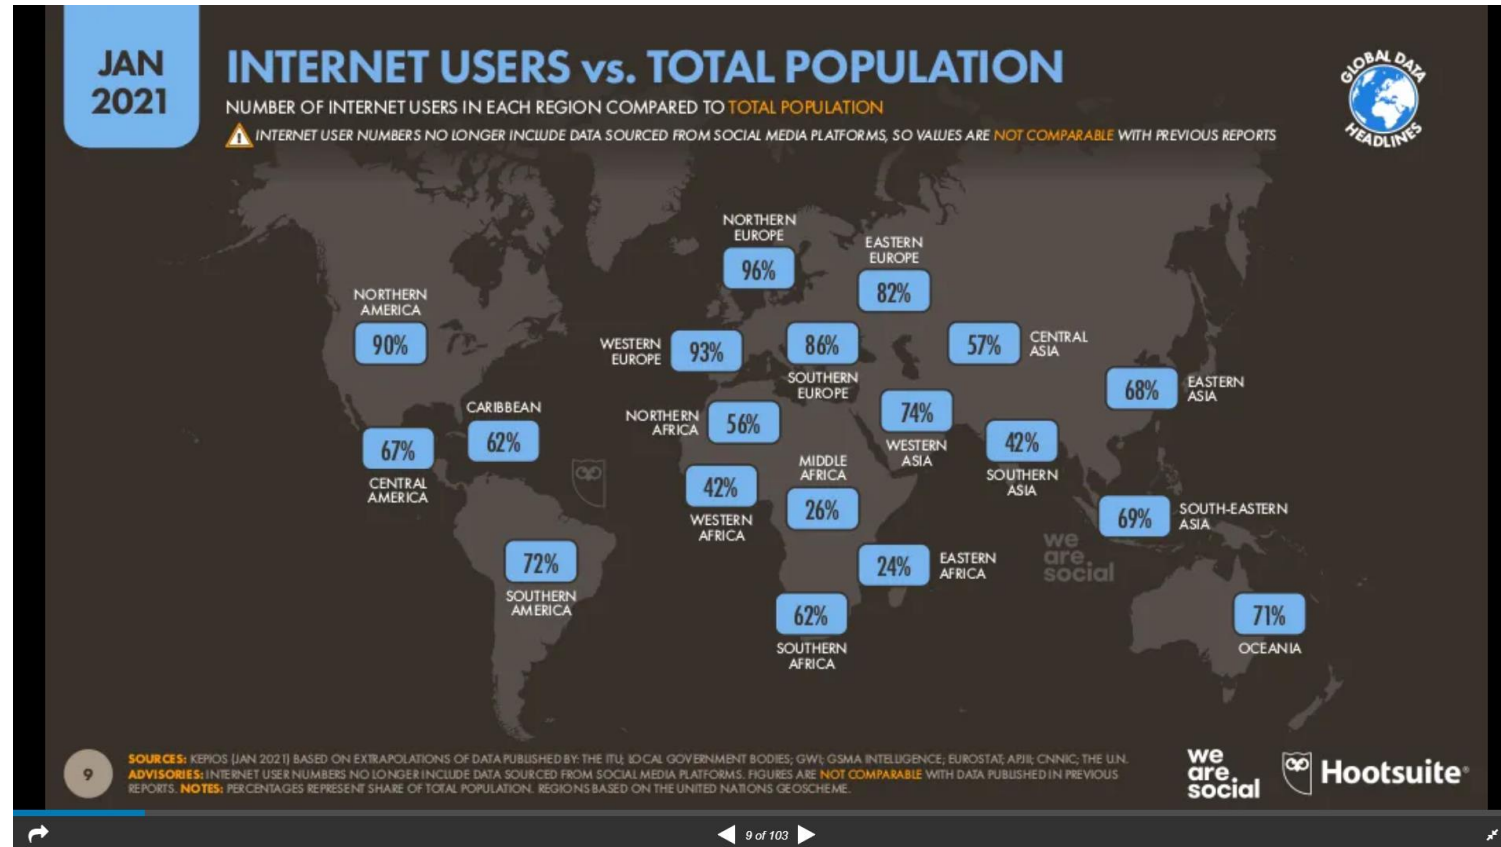 JAN
2021
INTERNET USERS vs. TOTAL POPULATION
NUMBER OF INTERNET USERS IN EACH REGION COMPARED TO TOTAL POPULATION
INTERNET USER NUMBERS NO LONGER INCLUDE DATA SOURCED FROM SOCIAL MEDIA PLATFORMS, SO VALUES ARE NOT COMPARABLE WITH PREVIOUS REPORTS
GLOBAL DATA
HEADLINES
NORTHERN
EUROPE
96%
EASTERN
EUROPE
82%
NORTHERN
AMERICA
90%
WESTERN
EUROPE
93%
86%
SOUTHERN
EUROPE
57%
CENTRAL
ASIA
68%
EASTERN
ASIA
CARIBBEAN
62%
67%
CENTRAL
AMERICA
NORTHERN
AFRICA
56%
74%
WESTERN
ASIA
42%
SOUTHERN
ASIA
42%
WESTERN
AFRICA
MIDDLE
AFRICA
26%
69%
SOUTH-EASTERN
ASIA
we
are
social
72%
SOUTHERN
AMERICA
24%
EASTERN
AFRICA
62%
SOUTHERN
AFRICA
71%
OCEANIA
9
SOURCES: KEPIOS (JAN 2021) BASED ON EXTRAPOLATIONS OF DATA PUBLISHED BY: THE ITU; LOCAL GOVERNMENT BODIES; GWI; GSMA INTELLIGENCE; EUROSTAT; APJII; CNNIC; THE U.N.
ADVISORIES: INTERNET USER NUMBERS NO LONGER INCLUDE DATA SOURCED FROM SOCIAL MEDIA PLATFORMS. FIGURES ARE NOT COMPARABLE WITH DATA PUBLISHED IN PREVIOUS
REPORTS. NOTES: PERCENTAGES REPRESENT SHARE OF TOTAL POPULATION. REGIONS BASED ON THE UNITED NATIONS GEOSCHEME.
we
are.
social
Hootsuite®
9 of 103